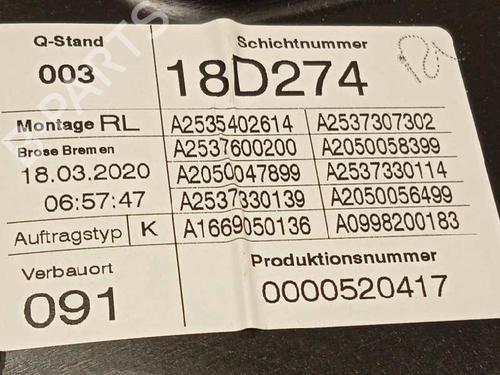 Q-Stand Schichtnummer
003 18D274
Montage RL A2535402614 A2537307302
Brose Bremen A2537600200 A2050058399
18.03.2020 A2050047899 A2537330114
06:57:47 A2537330139 A2050056499
Auftragstyp K A1669050136 A0998200183
Verbauort Produktionsnummer
091 0000520417